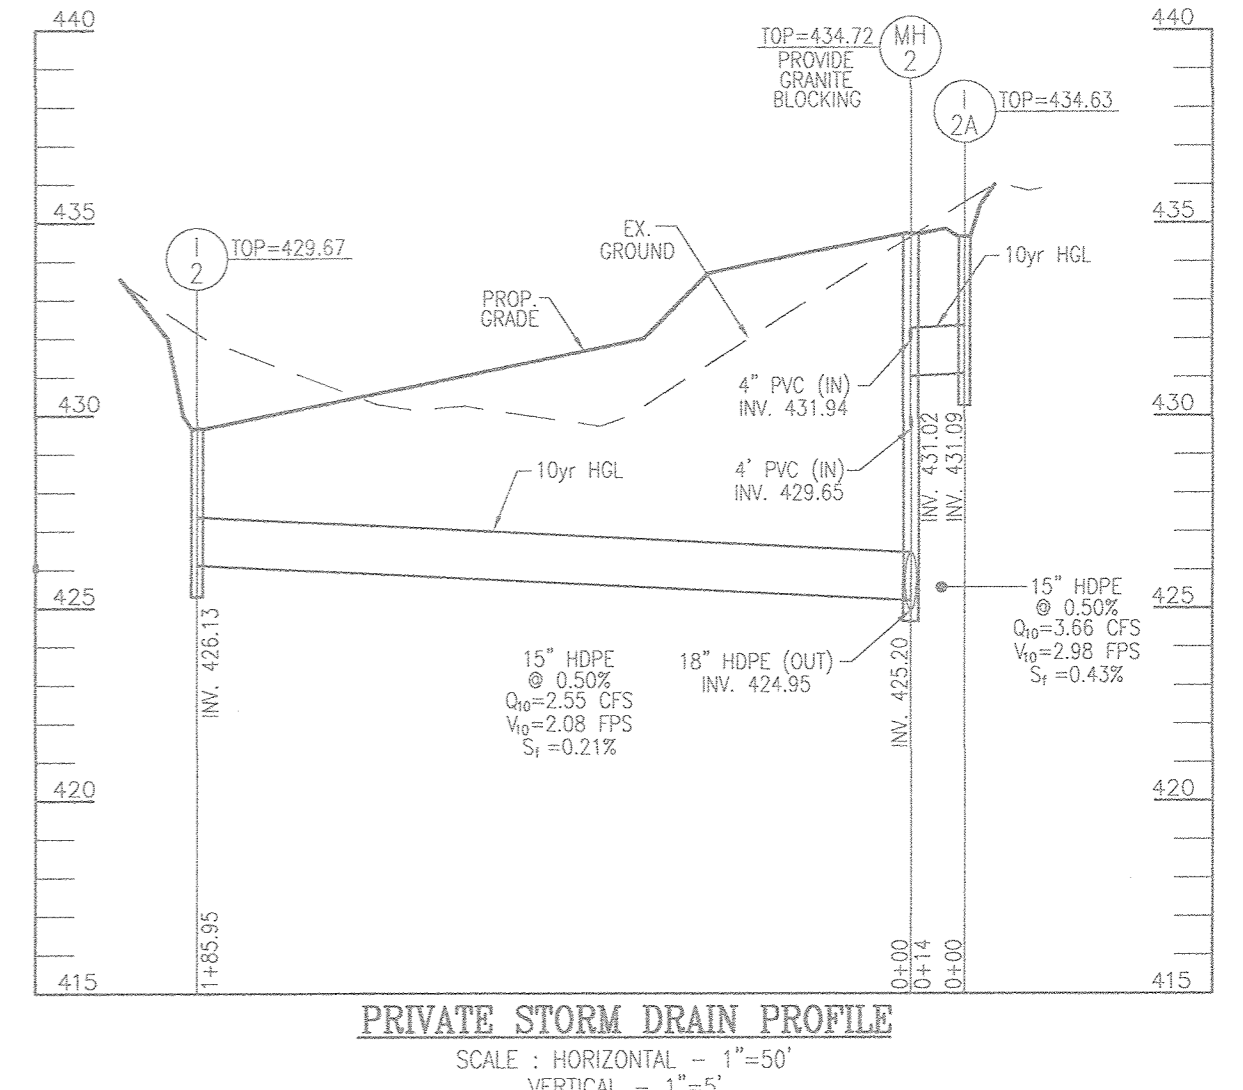 440
440
TOP=434.72
PROVIDE
GRANITE
BLOCKING
MH
2
I
2A
TOP=434.63
435
435
I
2
TOP=429.67
EX.
GROUND
10yr HGL
PROP.
GRADE
4" PVC (IN)
INV. 431.94
430
430
INV. 431.02
INV. 431.09
10yr HGL
4' PVC (IN)
INV. 429.65
425
425
INV. 426.13
15" HDPE
@ 0.50%
Q10=2.55 CFS
V10=2.08 FPS
Sf =0.21%
18" HDPE (OUT)
INV. 424.95
INV. 425.20
15" HDPE
@ 0.50%
Q10=3.66 CFS
V10=2.98 FPS
Sf =0.43%
420
420
415
415
1+85.95
0+00
0+14
0+00
PRIVATE STORM DRAIN PROFILE
SCALE : HORIZONTAL - 1"=50'
VERTICAL - 1"=5'